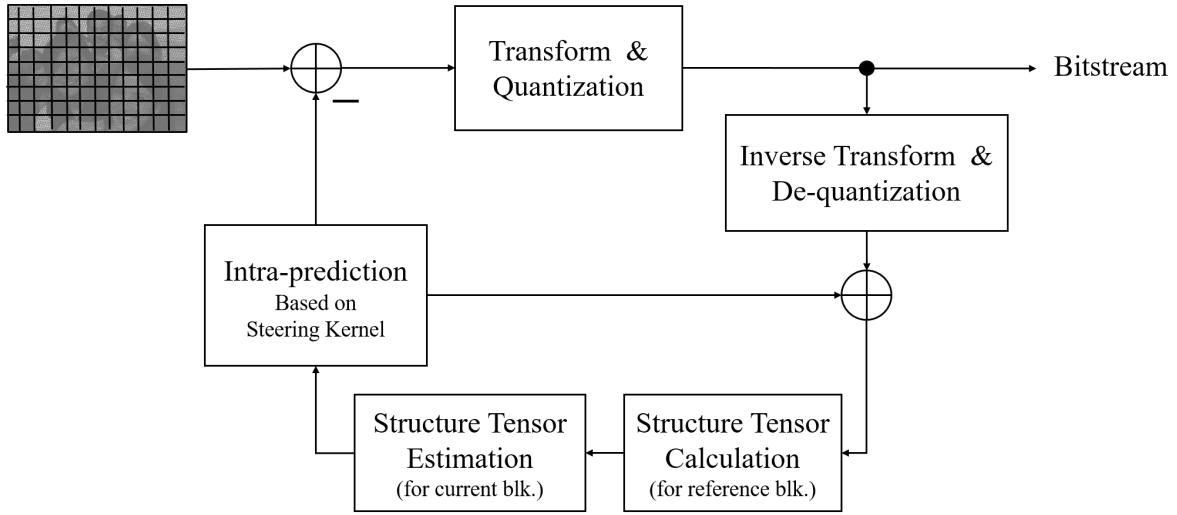 Transform & 
Quantization
Bitstream
Inverse Transform &
De-quantization
Intra-prediction
Based on
Steering Kernel
Structure Tensor
Estimation
(for current blk.)
Structure Tensor
Calculation
(for reference blk.)